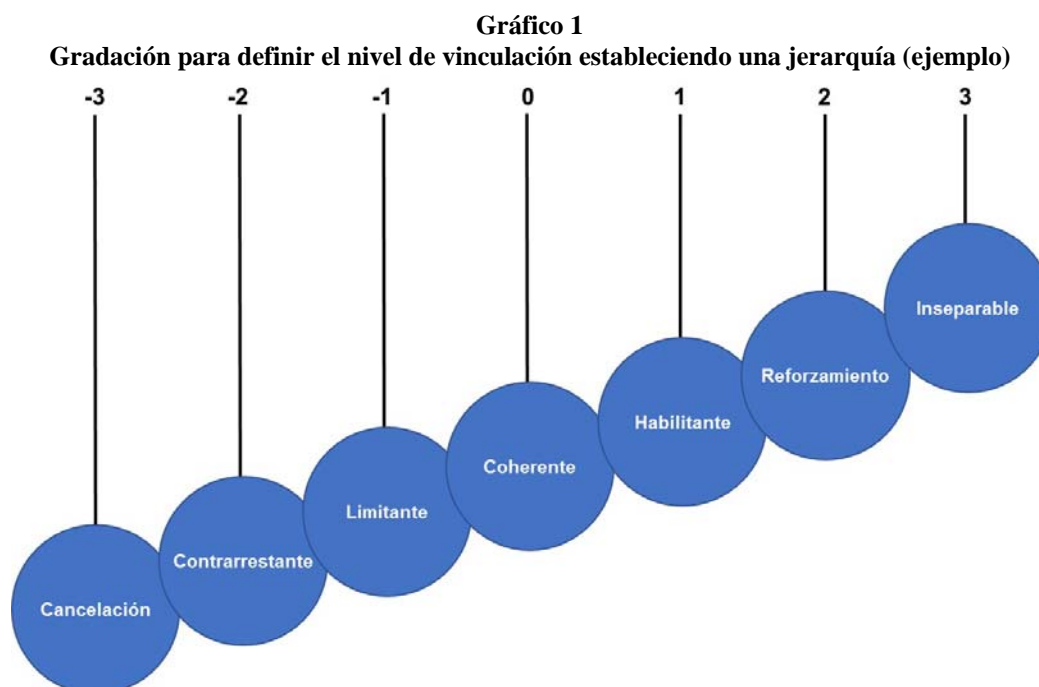 Gráfico 1
Gradación para definir el nivel de vinculación estableciendo una jerarquía (ejemplo)
-3 -2 -1 0 1 2 3
Inseparable
Reforzamiento
Habilitante
Coherente
Limitante
Contrarrestante
Cancelación